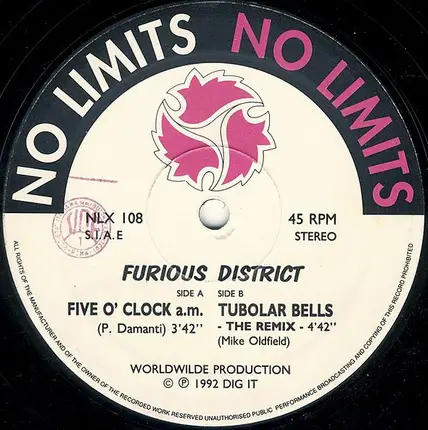 NO LIMITS NO LIMITS
NLX 108
S.I.A.E
45 RPM
STEREO
FURIOUS DISTRICT
SIDE A
FIVE O' CLOCK a.m.
(P. Damanti) 3'42''
SIDE B
TUBOLAR BELLS
- THE REMIX - 4'42''
(Mike Oldfield)
WORLDWILDE PRODUCTION
© ℗ 1992 DIG IT
ALL RIGHTS OF THE MANUFACTURER AND OF THE OWNER OF THE RECORDED WORK RESERVED UNAUTHORISED PUBLIC PERFORMANCE BROADCASTING AND COPYING OF THIS RECORD PROHIBITED